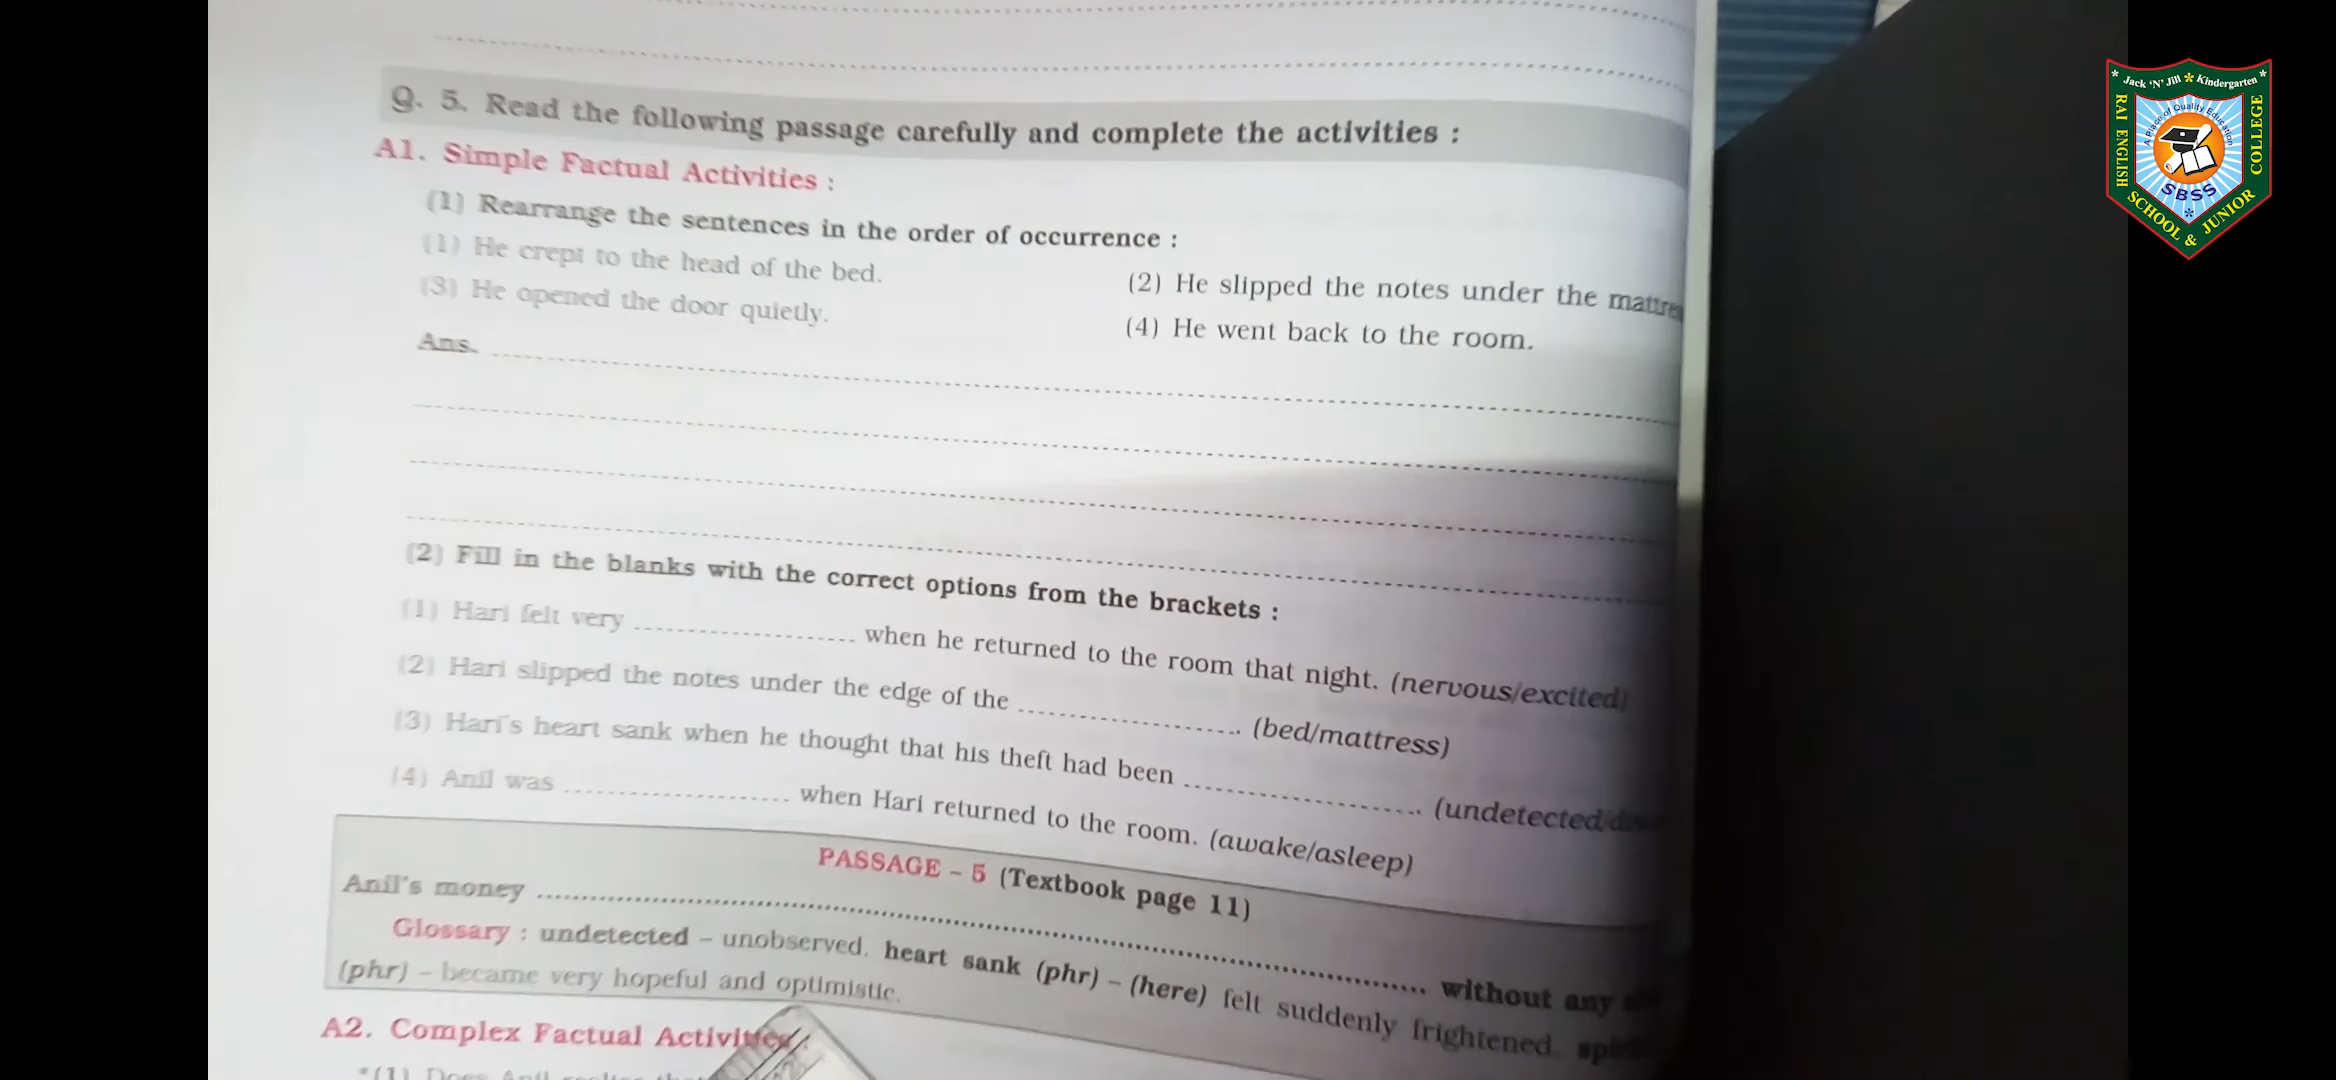 Q. 5. Read the following passage carefully and complete the activities :
A1. Simple Factual Activities :
(1) Rearrange the sentences in the order of occurrence :
(1) He crept to the head of the bed.
(2) He slipped the notes under the
(3) He opened the door quietly.
(4) He went back to the room.
Ans.
(2) Fill in the blanks with the correct options from the brackets :
(1) Hari felt very when he returned to the room that night. (nervous/excited)
(2) Hari slipped the notes under the edge of the (bed/mattress)
(3) Hari's heart sank when he thought that his theft had been (undetected/
(4) Anil was when Hari returned to the room. (awake/asleep)
PASSAGE – 5 (Textbook page 11)
Anil's money without any
Glossary : undetected – unobserved, heart sank (phr) – (here) felt suddenly frightened,
(phr) – became very hopeful and optimistic.
A2. Complex Factual Activities :
*(1) Does Anil realise
Jack 'N' Jill Kindergarten
RAI ENGLISH SCHOOL & JUNIOR COLLEGE
A Place of Quality Education
SBSS